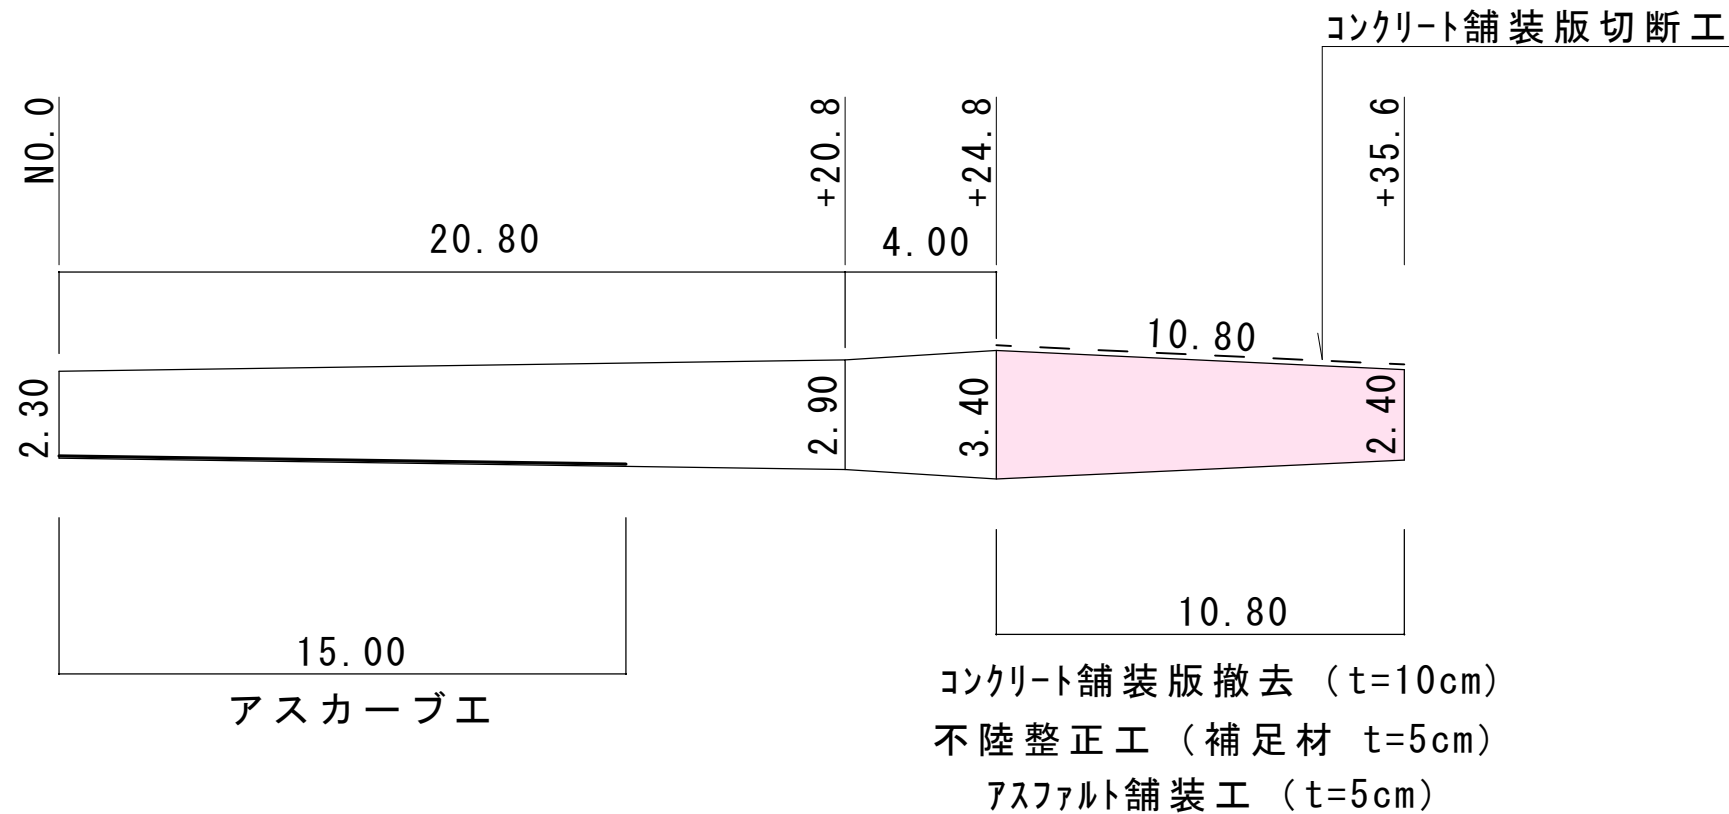 コンクリート舗装版切断工
NO.0
+20.8
+24.8
+35.6
20.80
4.00
10.80
2.30
2.90
3.40
2.40
15.00
アスカーブ工
10.80
コンクリート舗装版撤去（t=10cm）
不陸整正工（補足材 t=5cm）
アスファルト舗装工（t=5cm）